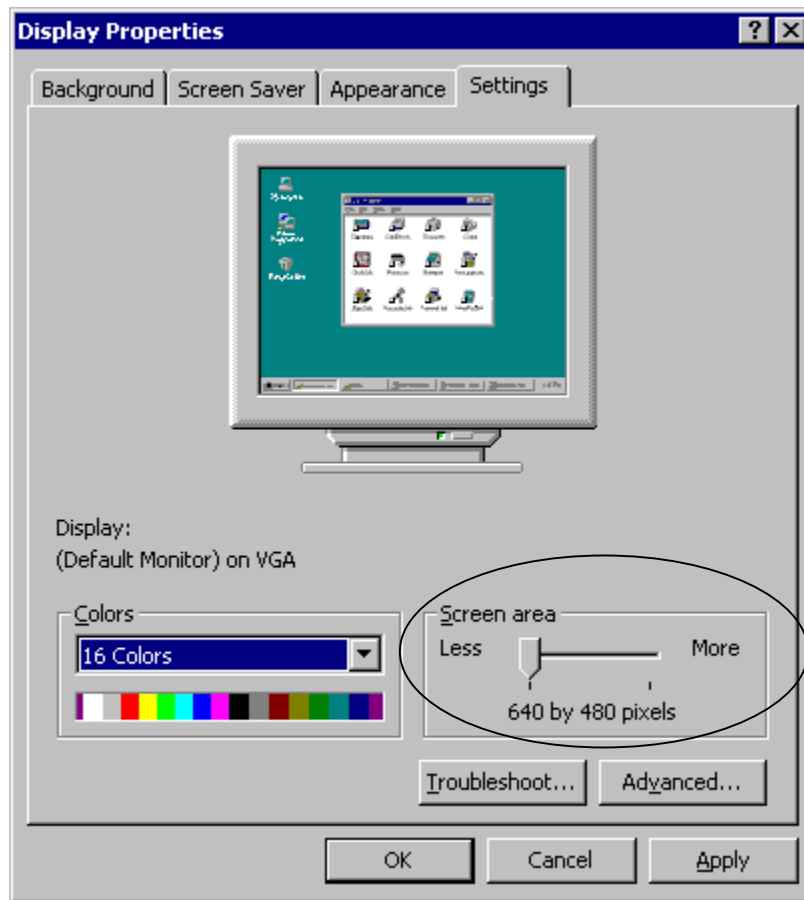 Display Properties
Background Screen Saver Appearance Settings
Display:
(Default Monitor) on VGA
Colors
16 Colors
Screen area
Less More
640 by 480 pixels
Troubleshoot... Advanced...
OK Cancel Apply